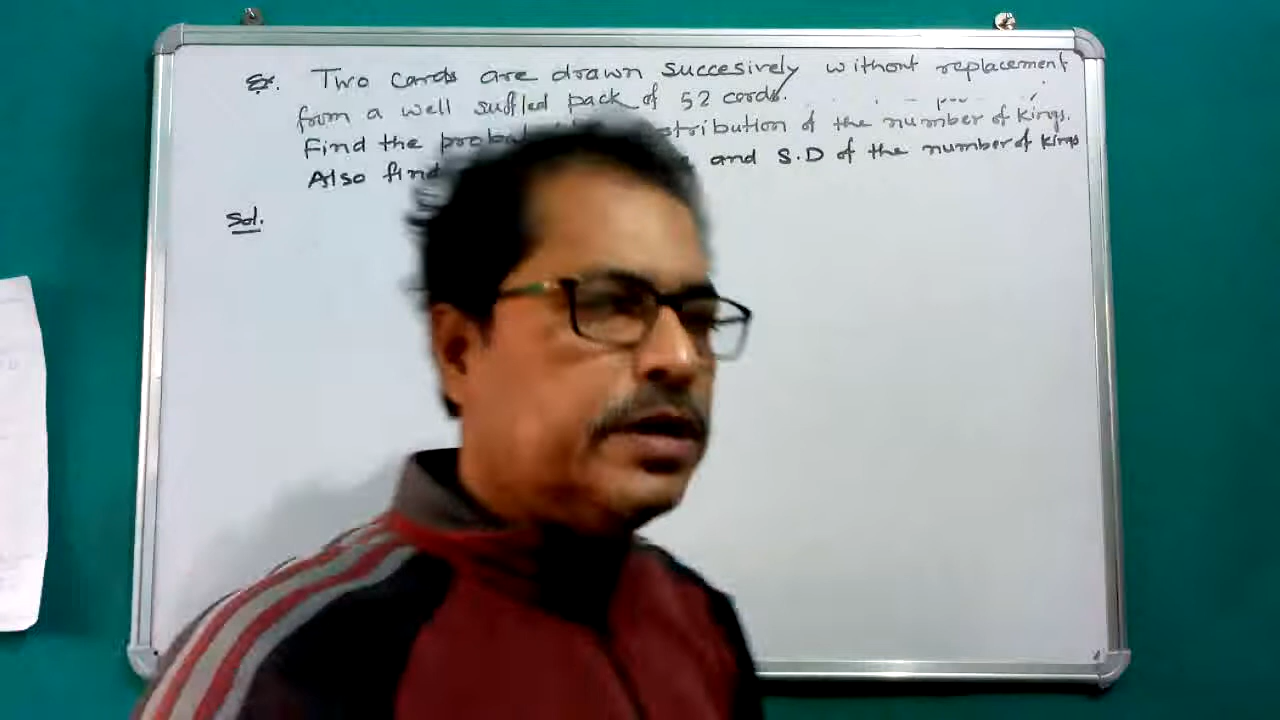 Ex. Two cards are drawn succesively without replacement
from a well suffled pack of 52 cards.
Find the stribution of the number of kings.
Also find and S.D of the number of kings
Sol.